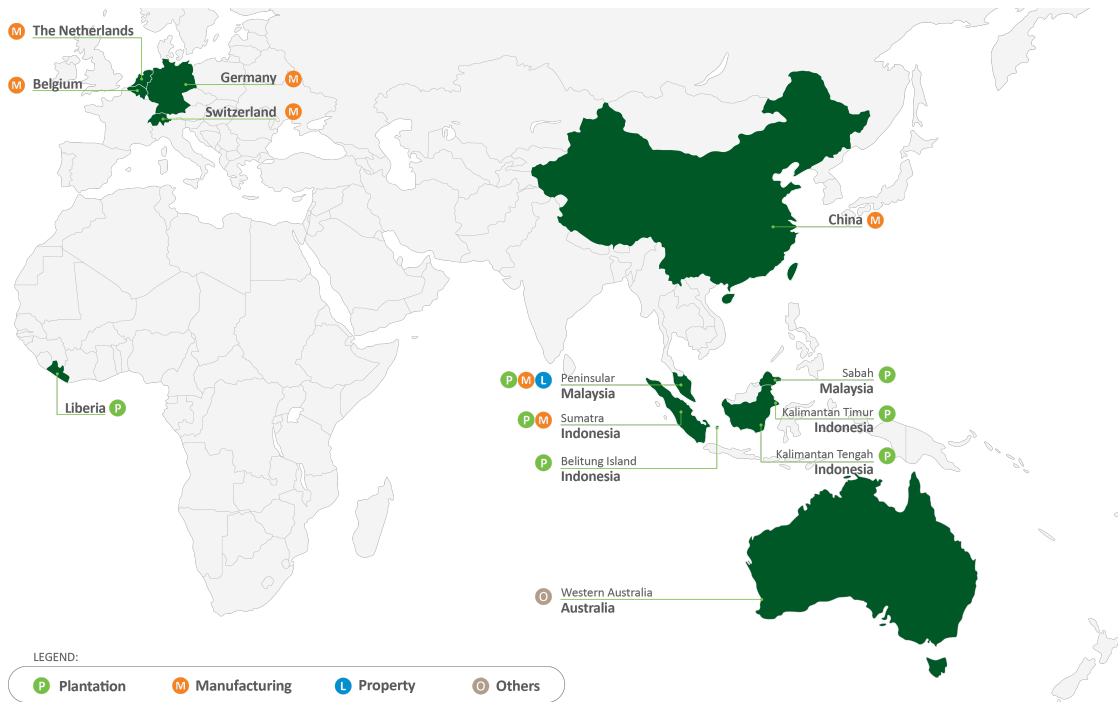 M The Netherlands
M Belgium
Germany M
Switzerland M
China M
Liberia P
P M L Peninsular
Malaysia
P M Sumatra
Indonesia
P Belitung Island
Indonesia
Sabah P
Malaysia
Kalimantan Timur P
Indonesia
Kalimantan Tengah P
Indonesia
O Western Australia
Australia
LEGEND:
P Plantation M Manufacturing L Property O Others